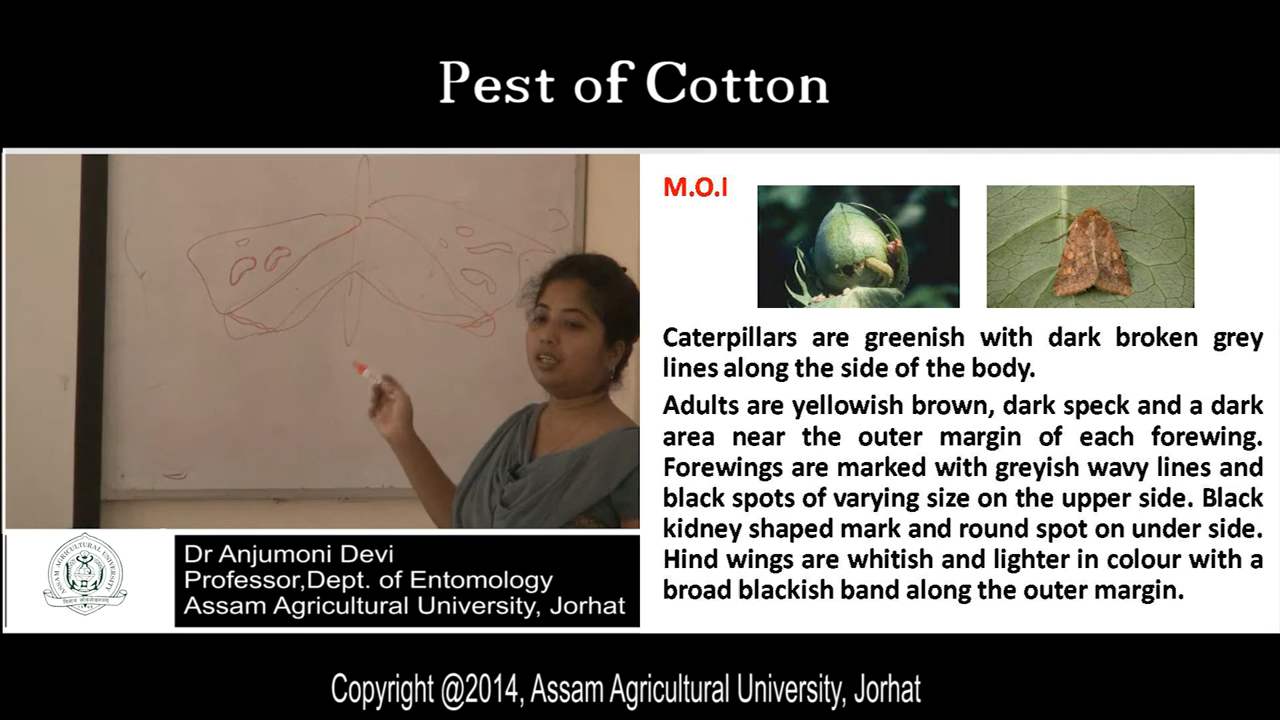 Pest of Cotton
M.O.I
Caterpillars are greenish with dark broken grey
lines along the side of the body.
Adults are yellowish brown, dark speck and a dark
area near the outer margin of each forewing.
Forewings are marked with greyish wavy lines and
black spots of varying size on the upper side. Black
kidney shaped mark and round spot on under side.
Hind wings are whitish and lighter in colour with a
broad blackish band along the outer margin.
ASSAM AGRICULTURAL UNIVERSITY
Dr Anjumoni Devi
Professor,Dept. of Entomology
Assam Agricultural University, Jorhat
Copyright @2014, Assam Agricultural University, Jorhat